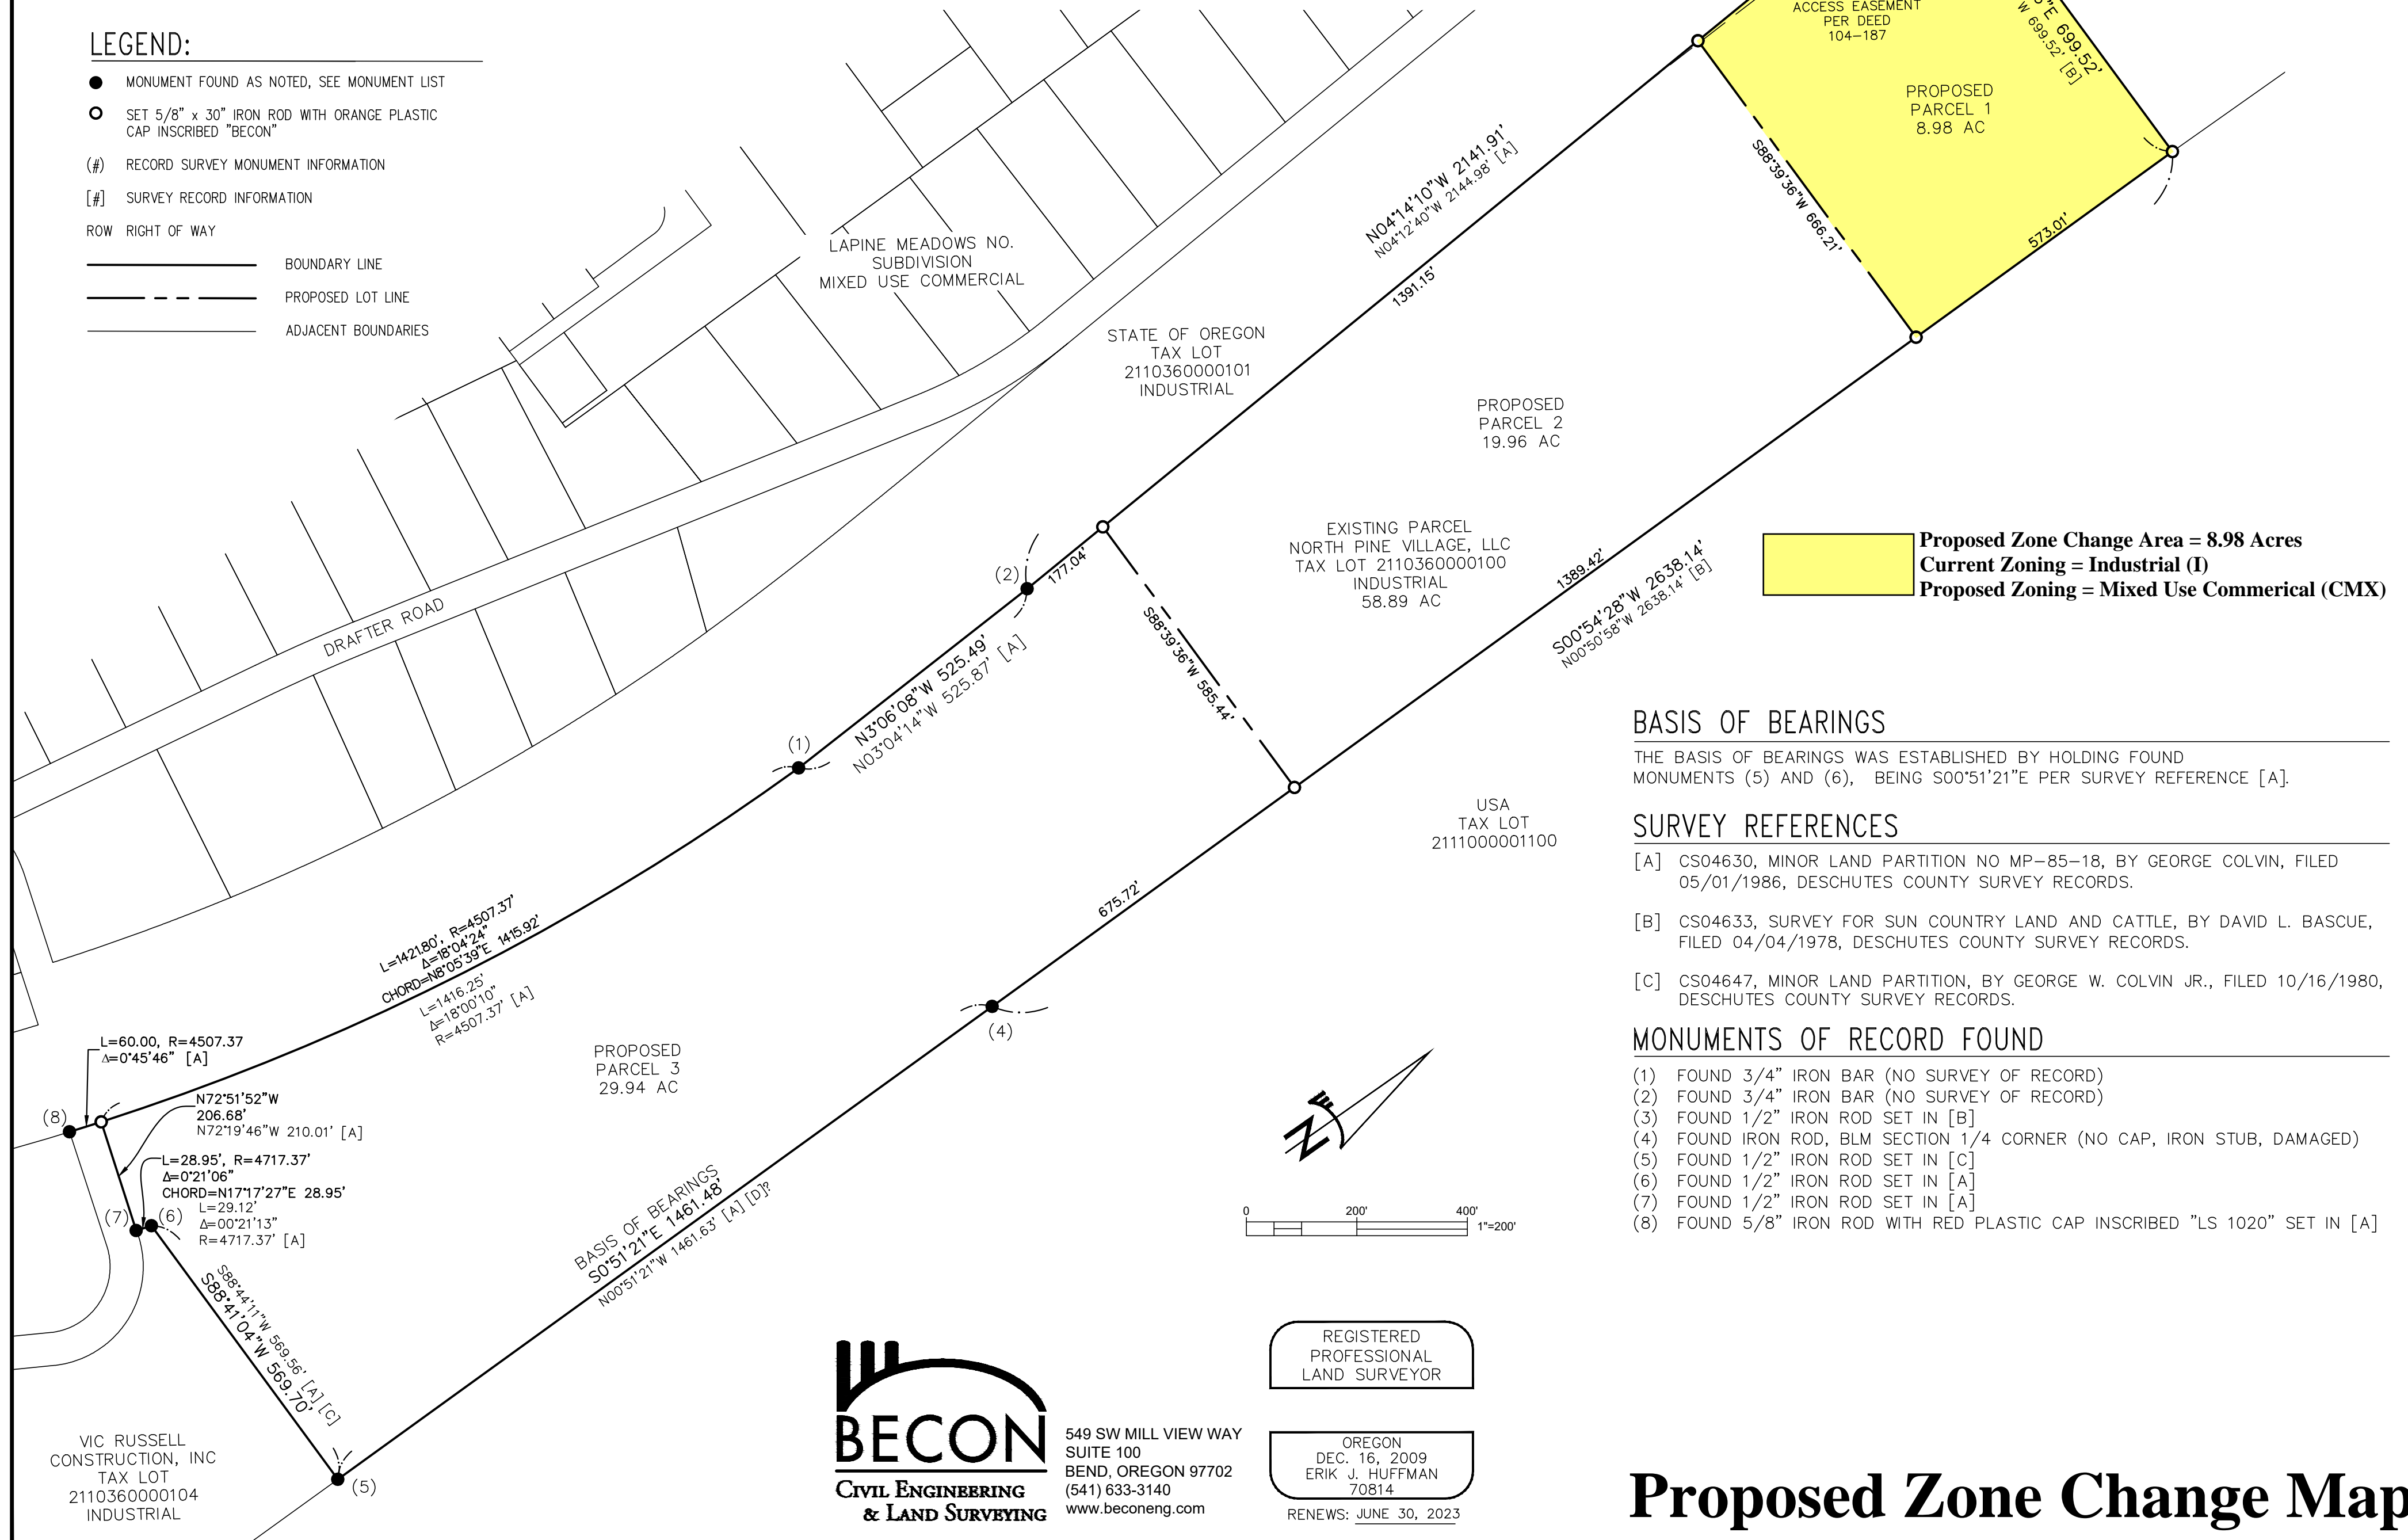 LEGEND:
MONUMENT FOUND AS NOTED, SEE MONUMENT LIST
SET 5/8" x 30" IRON ROD WITH ORANGE PLASTIC
CAP INSCRIBED "BECON"
(#) RECORD SURVEY MONUMENT INFORMATION
[#] SURVEY RECORD INFORMATION
ROW RIGHT OF WAY
BOUNDARY LINE
PROPOSED LOT LINE
ADJACENT BOUNDARIES
LAPINE MEADOWS NO.
SUBDIVISION
MIXED USE COMMERCIAL
STATE OF OREGON
TAX LOT
2110360000101
INDUSTRIAL
N04°14'10"W 2141.91'
N04°12'40"W 2144.98' [A]
1391.15'
ACCESS EASEMENT
PER DEED
104-187
"E 699.52'
W 699.52' [B]
PROPOSED
PARCEL 1
8.98 AC
S88°39'36"W 666.21'
573.01'
PROPOSED
PARCEL 2
19.96 AC
EXISTING PARCEL
NORTH PINE VILLAGE, LLC
TAX LOT 2110360000100
INDUSTRIAL
58.89 AC
1389.42'
S00°54'28"W 2638.14'
N00°50'58"W 2638.14' [B]
Proposed Zone Change Area = 8.98 Acres
Current Zoning = Industrial (I)
Proposed Zoning = Mixed Use Commerical (CMX)
DRAFTER ROAD
(2)
177.04'
S88°39'36"W 585.44'
(1)
N3°06'08"W 525.49'
N03°04'14"W 525.87' [A]
USA
TAX LOT
2111000001100
675.72'
(4)
L=1421.80', R=4507.37'
Δ=18°04'24"
CHORD=N8°05'39"E 1415.92'
L=1416.25'
Δ=18°00'10"
R=4507.37' [A]
PROPOSED
PARCEL 3
29.94 AC
L=60.00, R=4507.37
Δ=0°45'46" [A]
(8)
N72°51'52"W
206.68'
N72°19'46"W 210.01' [A]
L=28.95', R=4717.37'
Δ=0°21'06"
CHORD=N17°17'27"E 28.95'
L=29.12'
Δ=00°21'13"
R=4717.37' [A]
(7)
(6)
S88°44'11"W 569.56' [A] [C]
S88°41'04"W 569.70'
(5)
BASIS OF BEARINGS
S0°51'21"E 1461.48'
N00°51'21"W 1461.63' [A] [D]?
VIC RUSSELL
CONSTRUCTION, INC
TAX LOT
2110360000104
INDUSTRIAL
N
0 200' 400'
1"=200'
BASIS OF BEARINGS
THE BASIS OF BEARINGS WAS ESTABLISHED BY HOLDING FOUND
MONUMENTS (5) AND (6), BEING S00°51'21"E PER SURVEY REFERENCE [A].
SURVEY REFERENCES
[A] CS04630, MINOR LAND PARTITION NO MP-85-18, BY GEORGE COLVIN, FILED
05/01/1986, DESCHUTES COUNTY SURVEY RECORDS.
[B] CS04633, SURVEY FOR SUN COUNTRY LAND AND CATTLE, BY DAVID L. BASCUE,
FILED 04/04/1978, DESCHUTES COUNTY SURVEY RECORDS.
[C] CS04647, MINOR LAND PARTITION, BY GEORGE W. COLVIN JR., FILED 10/16/1980,
DESCHUTES COUNTY SURVEY RECORDS.
MONUMENTS OF RECORD FOUND
(1) FOUND 3/4" IRON BAR (NO SURVEY OF RECORD)
(2) FOUND 3/4" IRON BAR (NO SURVEY OF RECORD)
(3) FOUND 1/2" IRON ROD SET IN [B]
(4) FOUND IRON ROD, BLM SECTION 1/4 CORNER (NO CAP, IRON STUB, DAMAGED)
(5) FOUND 1/2" IRON ROD SET IN [C]
(6) FOUND 1/2" IRON ROD SET IN [A]
(7) FOUND 1/2" IRON ROD SET IN [A]
(8) FOUND 5/8" IRON ROD WITH RED PLASTIC CAP INSCRIBED "LS 1020" SET IN [A]
BECON
CIVIL ENGINEERING
& LAND SURVEYING
549 SW MILL VIEW WAY
SUITE 100
BEND, OREGON 97702
(541) 633-3140
www.beconeng.com
REGISTERED
PROFESSIONAL
LAND SURVEYOR
OREGON
DEC. 16, 2009
ERIK J. HUFFMAN
70814
RENEWS: JUNE 30, 2023
Proposed Zone Change Map